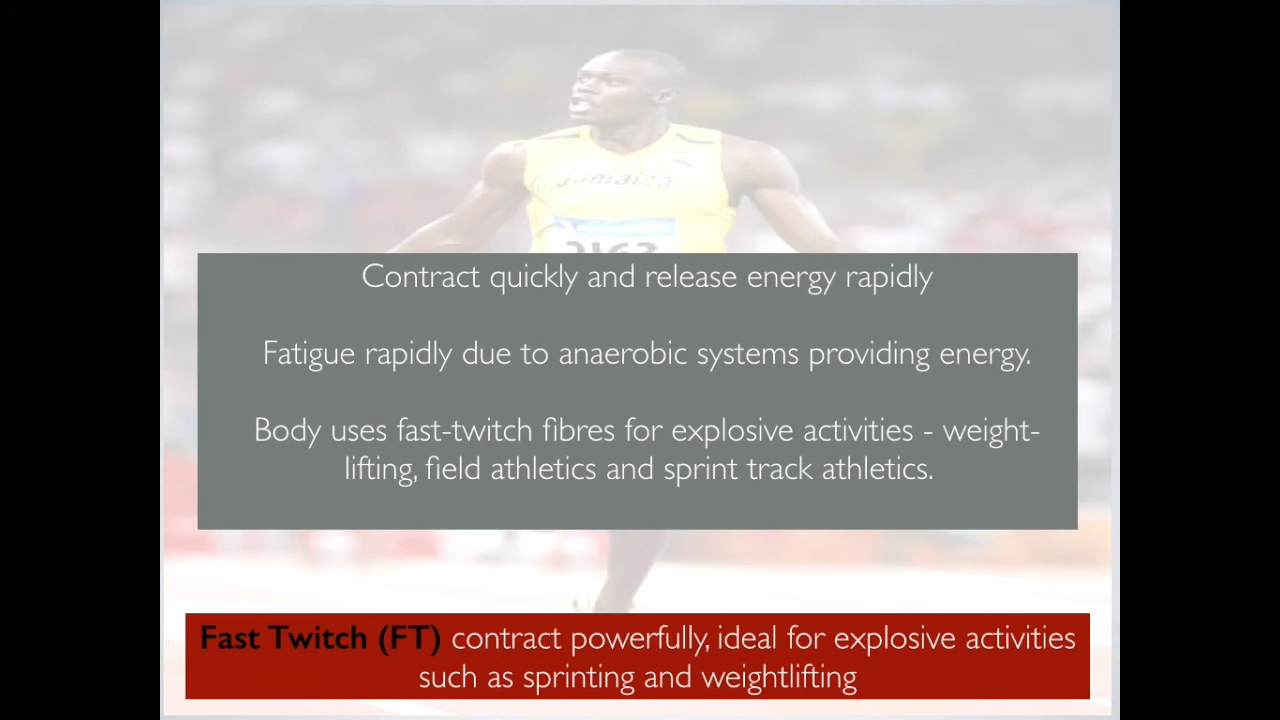 Jamaica
2163
Contract quickly and release energy rapidly
Fatigue rapidly due to anaerobic systems providing energy.
Body uses fast-twitch fibres for explosive activities - weight-
lifting, field athletics and sprint track athletics.
Fast Twitch (FT) contract powerfully, ideal for explosive activities
such as sprinting and weightlifting